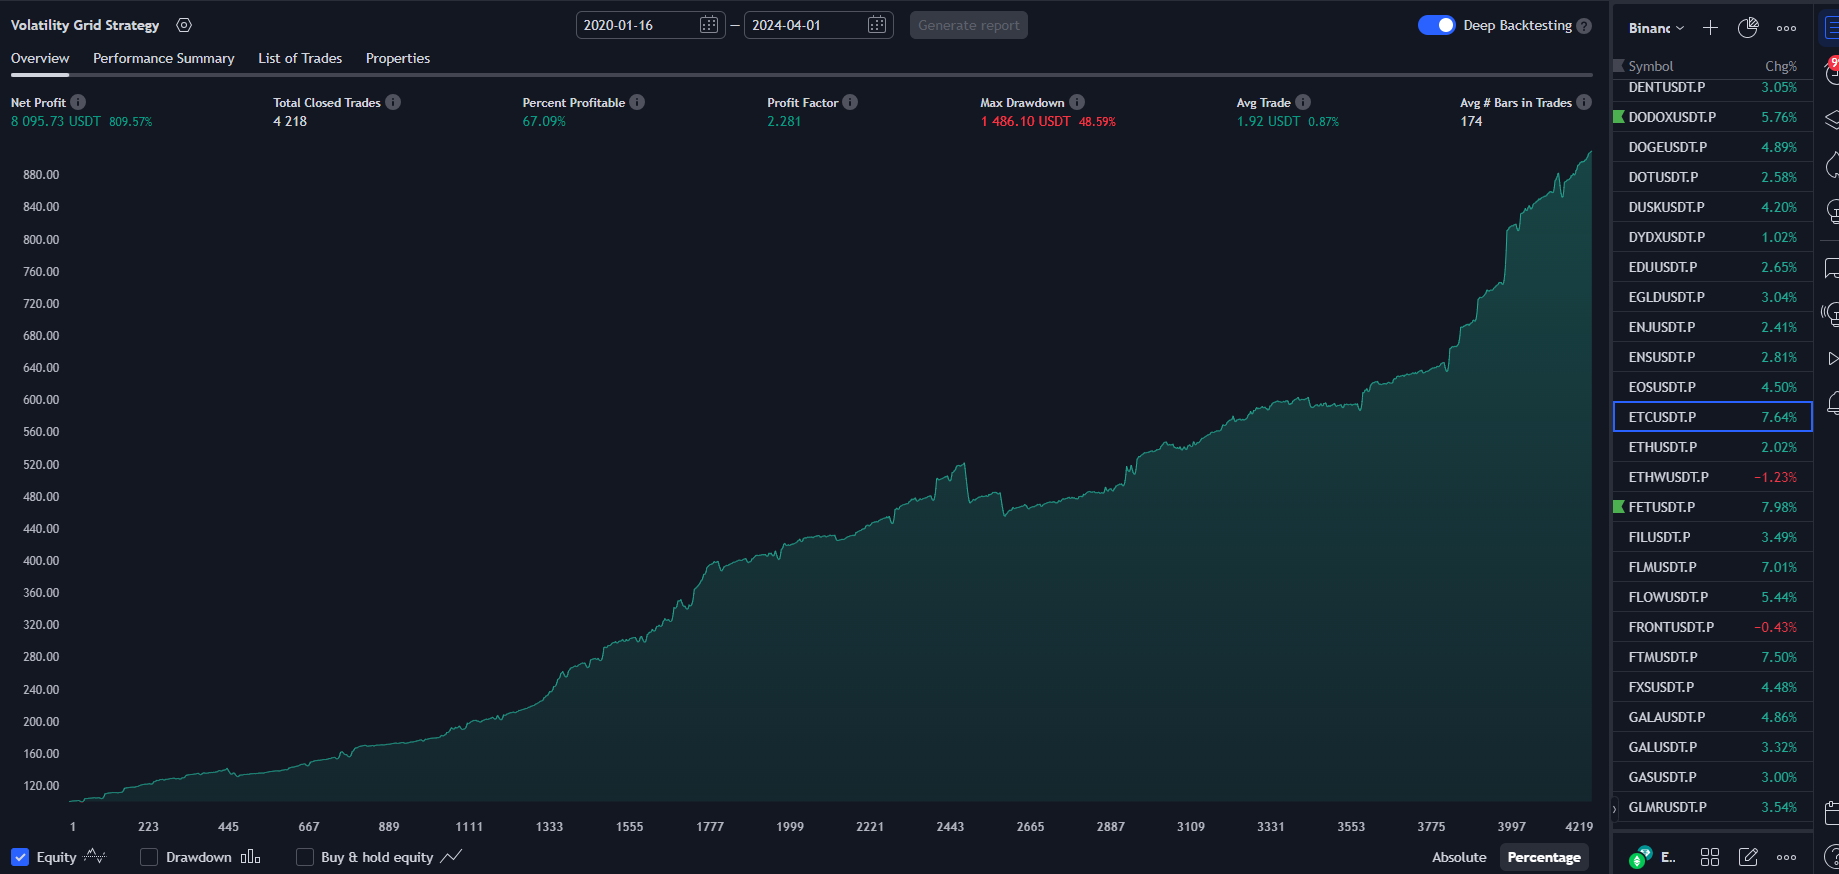 Volatility Grid Strategy
2020-01-16 — 2024-04-01
Generate report
Deep Backtesting ?
Overview Performance Summary List of Trades Properties
Net Profit
8 095.73 USDT 809.57%
Total Closed Trades
4 218
Percent Profitable
67.09%
Profit Factor
2.281
Max Drawdown
1 486.10 USDT 48.59%
Avg Trade
1.92 USDT 0.87%
Avg # Bars in Trades
174
880.00
840.00
800.00
760.00
720.00
680.00
640.00
600.00
560.00
520.00
480.00
440.00
400.00
360.00
320.00
280.00
240.00
200.00
160.00
120.00
1 223 445 667 889 1111 1333 1555 1777 1999 2221 2443 2665 2887 3109 3331 3553 3775 3997 4219
Equity Drawdown Buy & hold equity Absolute Percentage
Binanc
Symbol Chg%
DENTUSDT.P 3.05%
DODOXUSDT.P 5.76%
DOGEUSDT.P 4.89%
DOTUSDT.P 2.58%
DUSKUSDT.P 4.20%
DYDXUSDT.P 1.02%
EDUUSDT.P 2.65%
EGLDUSDT.P 3.04%
ENJUSDT.P 2.41%
ENSUSDT.P 2.81%
EOSUSDT.P 4.50%
ETCUSDT.P 7.64%
ETHUSDT.P 2.02%
ETHWUSDT.P −1.23%
FETUSDT.P 7.98%
FILUSDT.P 3.49%
FLMUSDT.P 7.01%
FLOWUSDT.P 5.44%
FRONTUSDT.P −0.43%
FTMUSDT.P 7.50%
FXSUSDT.P 4.48%
GALAUSDT.P 4.86%
GALUSDT.P 3.32%
GASUSDT.P 3.00%
GLMRUSDT.P 3.54%
E..